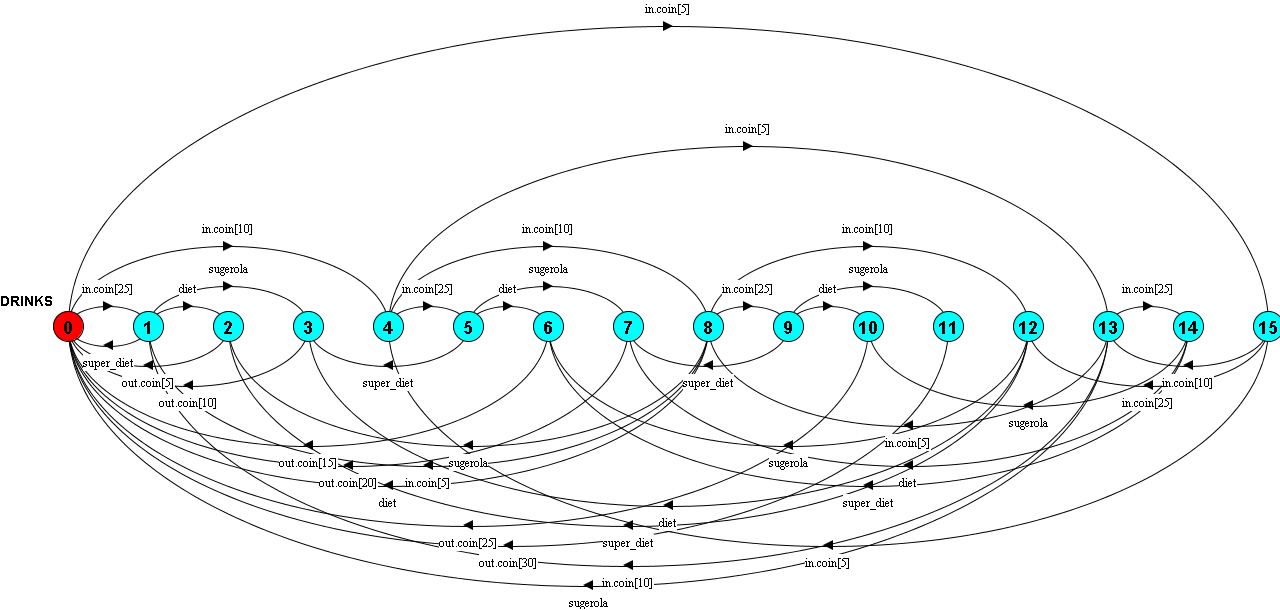 in.coin[5]
in.coin[5]
in.coin[10]
in.coin[10]
in.coin[10]
sugerola
sugerola
sugerola
in.coin[25]
diet
in.coin[25]
diet
in.coin[25]
diet
in.coin[25]
DRINKS
0
1
2
3
4
5
6
7
8
9
10
11
12
13
14
15
super_diet
out.coin[5]
super_diet
super_diet
in.coin[10]
out.coin[10]
in.coin[25]
sugerola
in.coin[5]
out.coin[15]
sugerola
sugerola
out.coin[20]
in.coin[5]
diet
diet
super_diet
diet
out.coin[25]
super_diet
out.coin[30]
in.coin[5]
in.coin[10]
sugerola